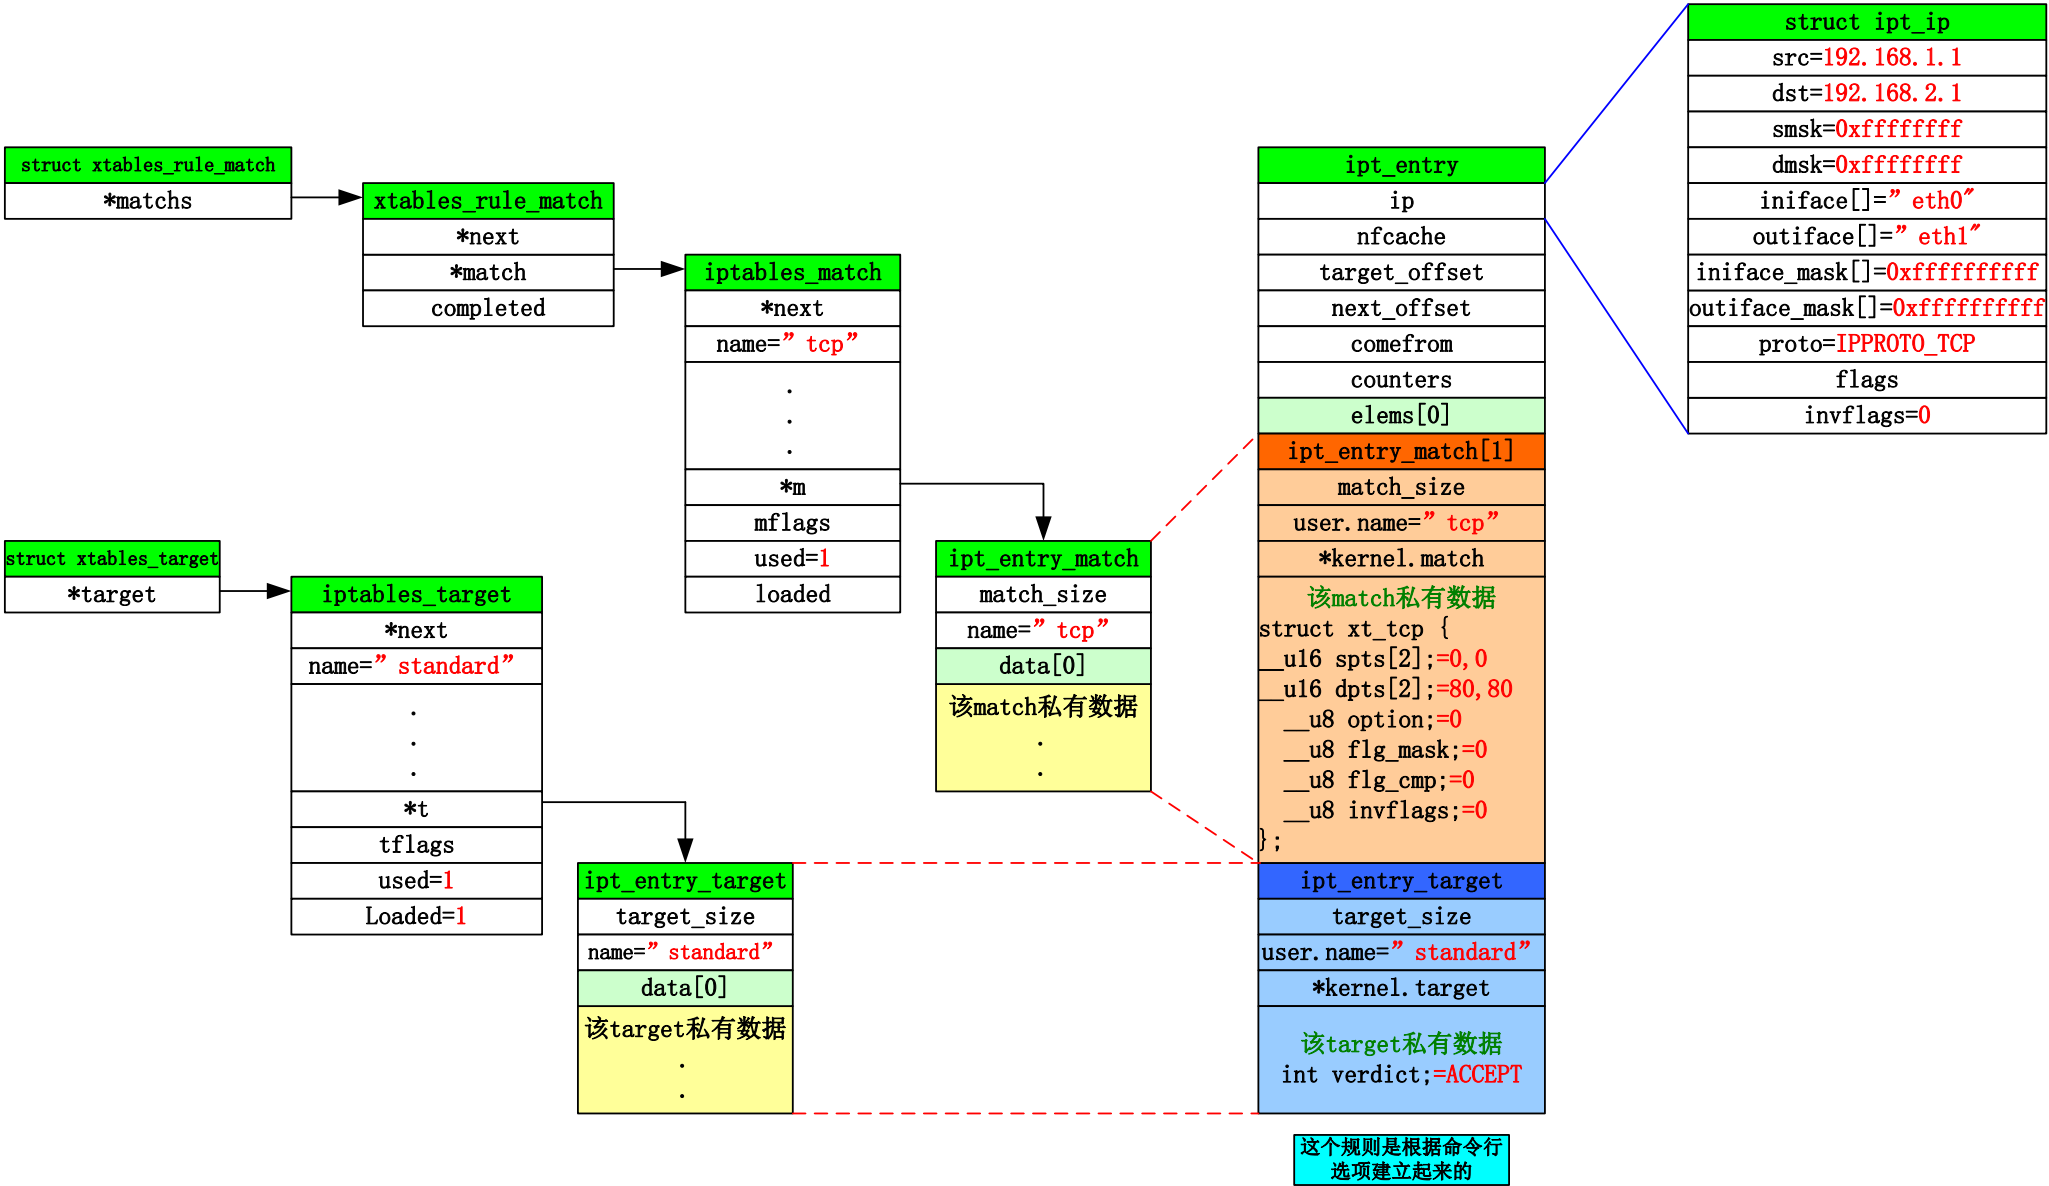 struct xtables_rule_match
*matchs
xtables_rule_match
*next
*match
completed
iptables_match
*next
name=”tcp”
.
.
.
*m
mflags
used=1
loaded
ipt_entry_match
match_size
name=”tcp”
data[0]
该match私有数据
.
.
struct xtables_target
*target
iptables_target
*next
name=”standard”
.
.
.
*t
tflags
used=1
Loaded=1
ipt_entry_target
target_size
name=”standard”
data[0]
该target私有数据
.
.
ipt_entry
ip
nfcache
target_offset
next_offset
comefrom
counters
elems[0]
ipt_entry_match[1]
match_size
user.name=”tcp”
*kernel.match
该match私有数据
struct xt_tcp {
__u16 spts[2];=0,0
__u16 dpts[2];=80,80
__u8 option;=0
__u8 flg_mask;=0
__u8 flg_cmp;=0
__u8 invflags;=0
};
ipt_entry_target
target_size
user.name=”standard”
*kernel.target
该target私有数据
int verdict;=ACCEPT
这个规则是根据命令行
选项建立起来的
struct ipt_ip
src=192.168.1.1
dst=192.168.2.1
smsk=0xffffffff
dmsk=0xffffffff
iniface[]=”eth0″
outiface[]=”eth1″
iniface_mask[]=0xffffffffff
outiface_mask[]=0xffffffffff
proto=IPPROTO_TCP
flags
invflags=0